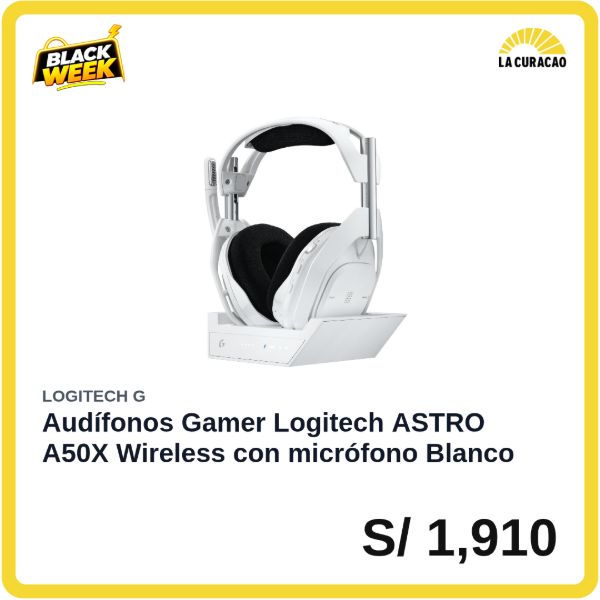 BLACK
WEEK
LA CURACAO
LOGITECH G
Audífonos Gamer Logitech ASTRO
A50X Wireless con micrófono Blanco
S/ 1,910